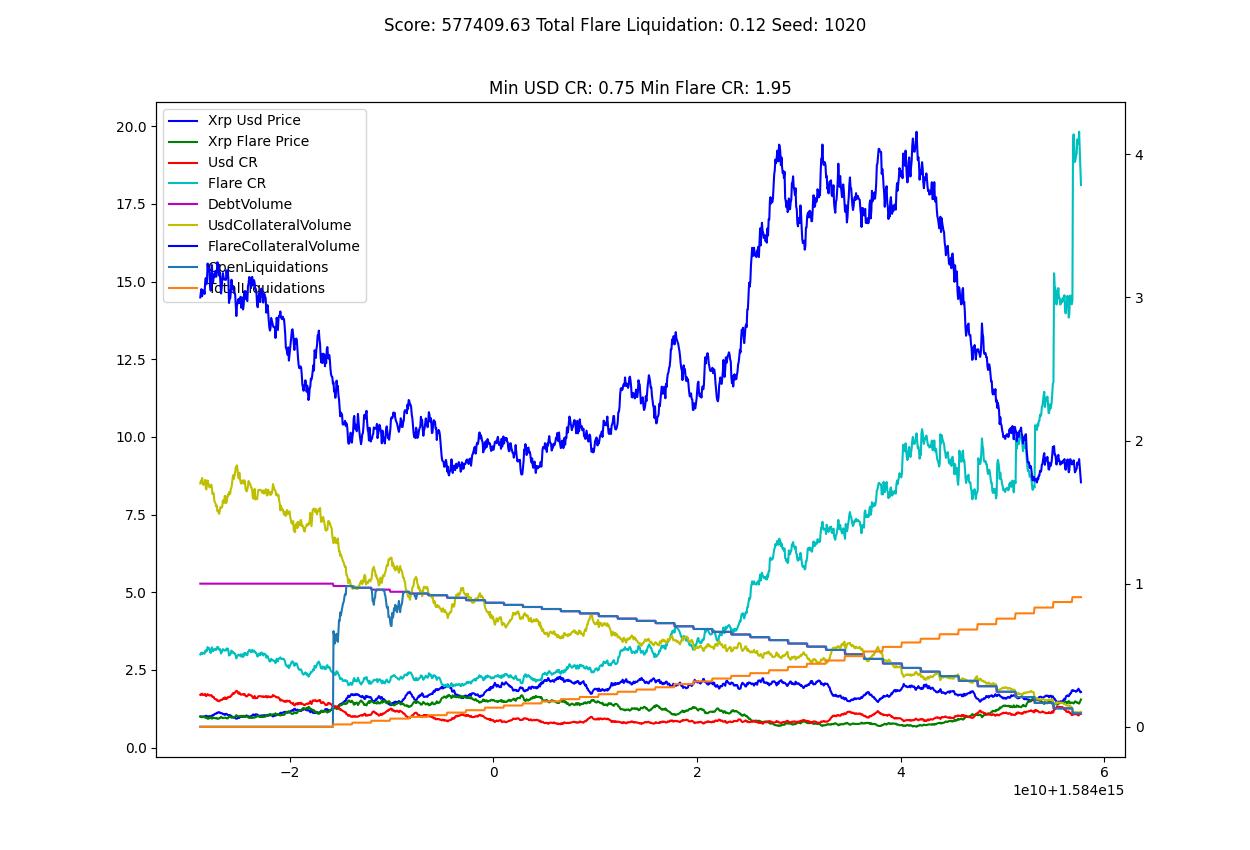 Score: 577409.63 Total Flare Liquidation: 0.12 Seed: 1020
Min USD CR: 0.75 Min Flare CR: 1.95
Xrp Usd Price
Xrp Flare Price
Usd CR
Flare CR
DebtVolume
UsdCollateralVolume
FlareCollateralVolume
OpenLiquidations
TotalLiquidations
20.0
17.5
15.0
12.5
10.0
7.5
5.0
2.5
0.0
4
3
2
1
0
−2 0 2 4 6
1e10+1.584e15